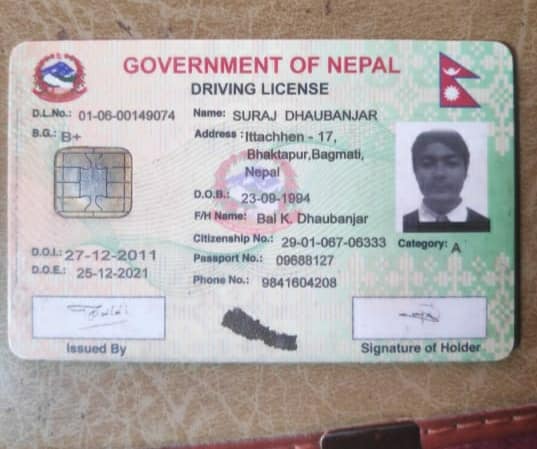 GOVERNMENT OF NEPAL
DRIVING LICENSE
D.L.No.: 01-06-00149074
B.G.: B+
Name: SURAJ DHAUBANJAR
Address : Ittachhen - 17,
Bhaktapur,Bagmati,
Nepal
D.O.B.: 23-09-1994
F/H Name: Bal K. Dhaubanjar
Citizenship No.: 29-01-067-06333
Category: A
Passport No.: 09688127
Phone No.: 9841604208
D.O.I.: 27-12-2011
D.O.E.: 25-12-2021
Issued By
Signature of Holder